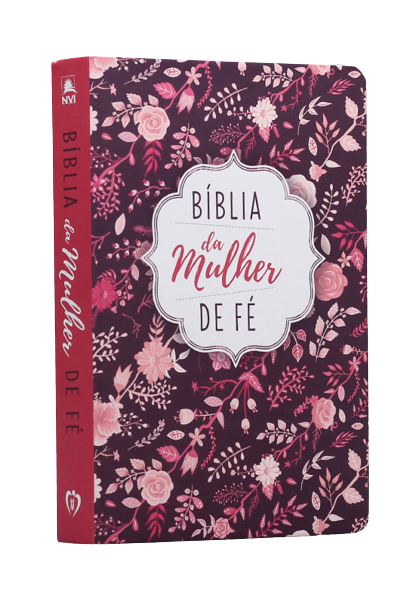 NVI
BÍBLIA da Mulher DE FÉ
BÍBLIA
da
Mulher
DE FÉ